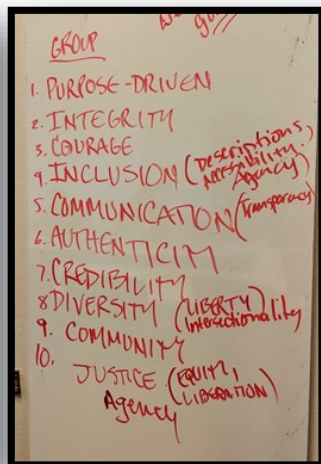 GROUP
1. PURPOSE-DRIVEN
2. INTEGRITY
3. COURAGE
4. INCLUSION (Descriptions, Accessibility, Agency)
5. COMMUNICATION (Transparency)
6. AUTHENTICITY
7. CREDIBILITY
8 DIVERSITY (LIBERTY) Intersectionality
9. COMMUNITY
10. JUSTICE (EQUITY, LIBERATION)
Agency